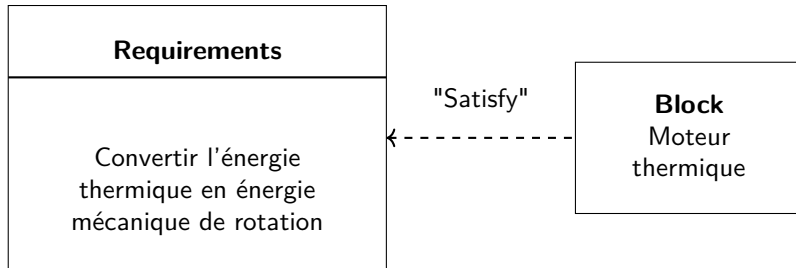 Requirements
Convertir l'énergie
thermique en énergie
mécanique de rotation
"Satisfy"
Block
Moteur
thermique